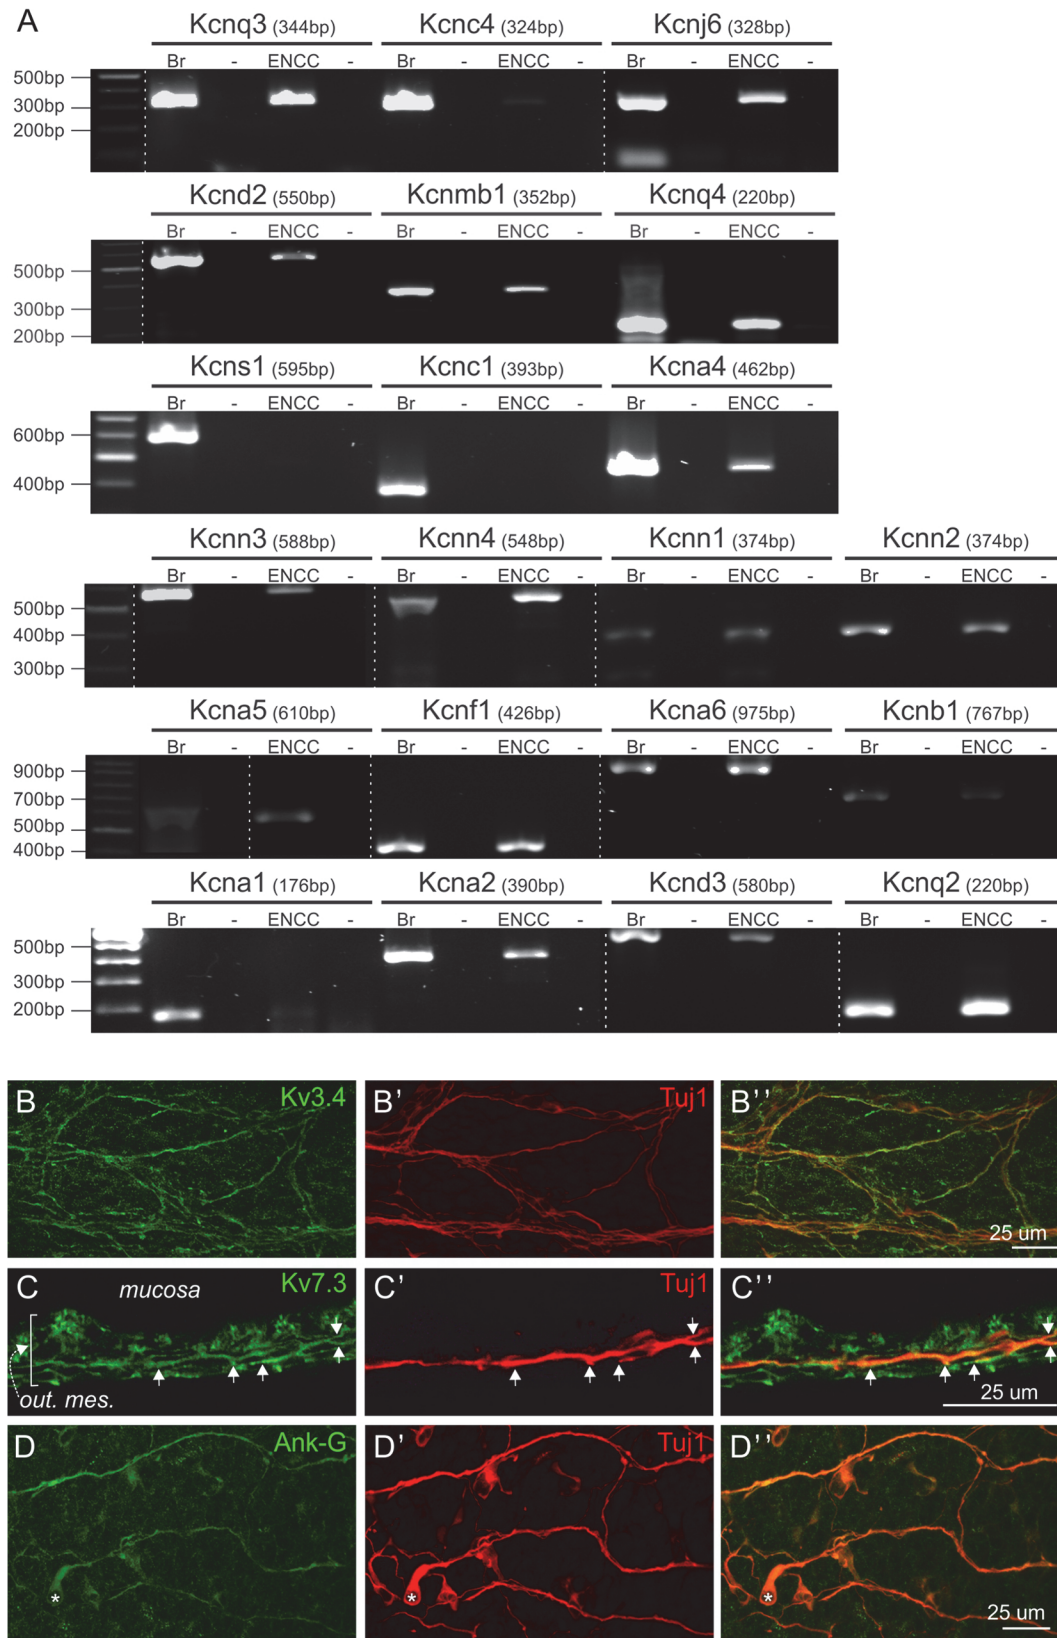 A
Kcnq3 (344bp) Kcnc4 (324bp) Kcnj6 (328bp)
Br - ENCC - Br - ENCC - Br - ENCC -
500bp
300bp
200bp
Kcnd2 (550bp) Kcnmb1 (352bp) Kcnq4 (220bp)
Br - ENCC - Br - ENCC - Br - ENCC -
500bp
300bp
200bp
Kcns1 (595bp) Kcnc1 (393bp) Kcna4 (462bp)
Br - ENCC - Br - ENCC - Br - ENCC -
600bp
400bp
Kcnn3 (588bp) Kcnn4 (548bp) Kcnn1 (374bp) Kcnn2 (374bp)
Br - ENCC - Br - ENCC - Br - ENCC - Br - ENCC -
500bp
400bp
300bp
Kcna5 (610bp) Kcnf1 (426bp) Kcna6 (975bp) Kcnb1 (767bp)
Br - ENCC - Br - ENCC - Br - ENCC - Br - ENCC -
900bp
700bp
500bp
400bp
Kcna1 (176bp) Kcna2 (390bp) Kcnd3 (580bp) Kcnq2 (220bp)
Br - ENCC - Br - ENCC - Br - ENCC - Br - ENCC -
500bp
300bp
200bp
B Kv3.4 B' Tuj1 B''
25 um
C Kv7.3 C' Tuj1 C''
mucosa
out. mes.
25 um
D Ank-G D' Tuj1 D''
* * *
25 um